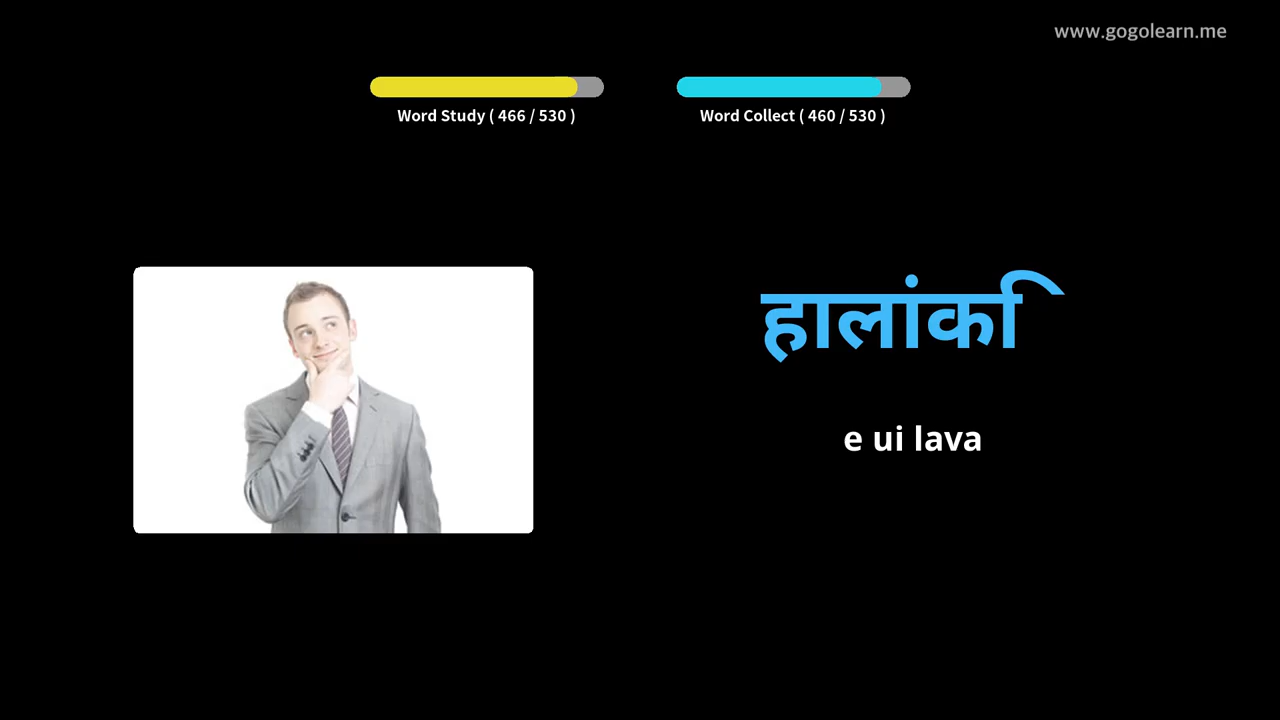 www.gogolearn.me
Word Study ( 466 / 530 )
Word Collect ( 460 / 530 )
हालांकि
e ui lava